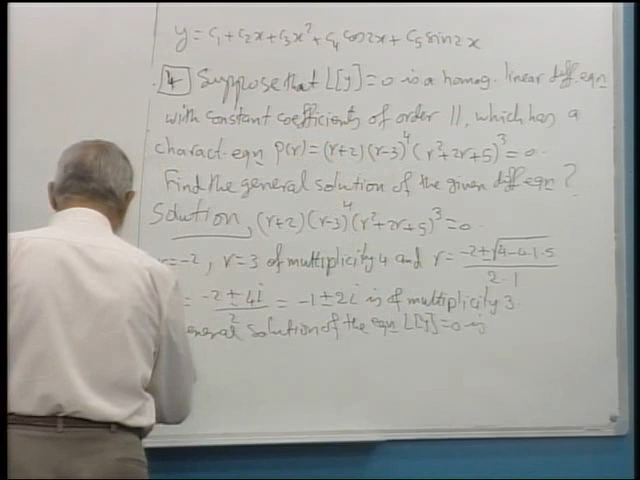 y = c₁ + c₂x + c₃x² + c₄ cos2x + c₅ sin2x
4 Suppose that L[y] = 0 is a homog. linear diff. eqn
with constant coefficients of order 11, which has a
charact. eqn p(r) = (r+2)(r-3)⁴(r²+2r+5)³ = 0.
Find the general solution of the given diff eqn?
Solution, (r+2)(r-3)⁴(r²+2r+5)³ = 0.
r = -2, r = 3 of multiplicity 4 and r = (-2 ± √(4-4·1·5))/(2·1)
= (-2 ± 4i)/2 = -1 ± 2i is of multiplicity 3.
general solution of the eqn L[y] = 0 is